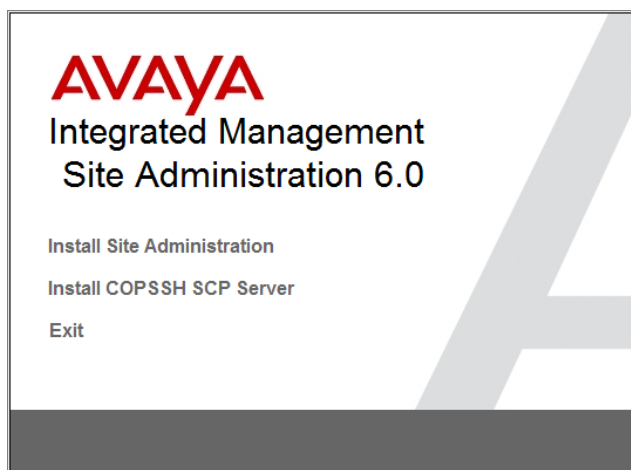 AVAYA
Integrated Management
Site Administration 6.0
Install Site Administration
Install COPSSH SCP Server
Exit